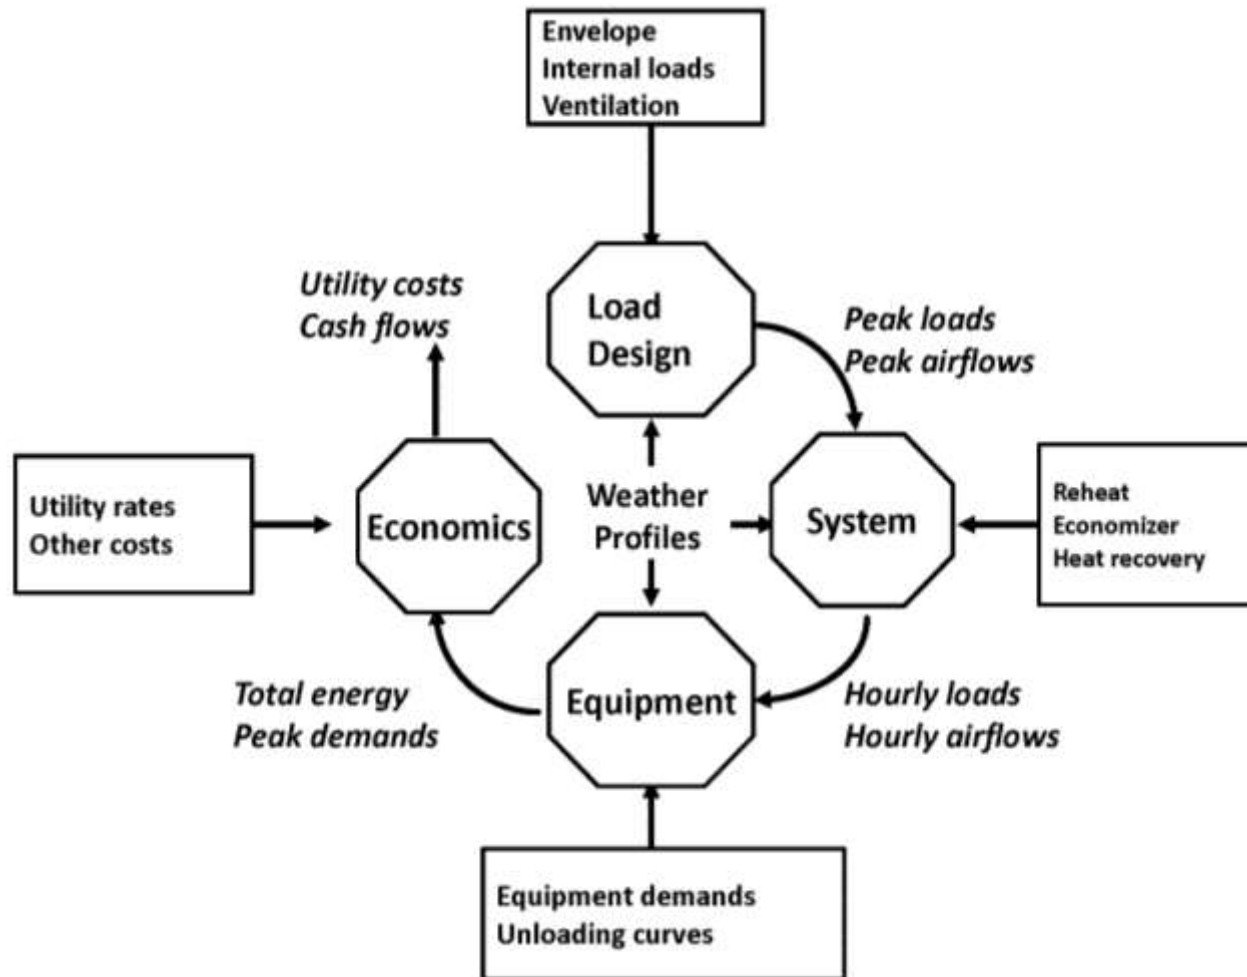 Envelope
Internal loads
Ventilation
Utility costs
Cash flows
Load
Design
Peak loads
Peak airflows
Utility rates
Other costs
Economics
Weather
Profiles
System
Reheat
Economizer
Heat recovery
Total energy
Peak demands
Equipment
Hourly loads
Hourly airflows
Equipment demands
Unloading curves